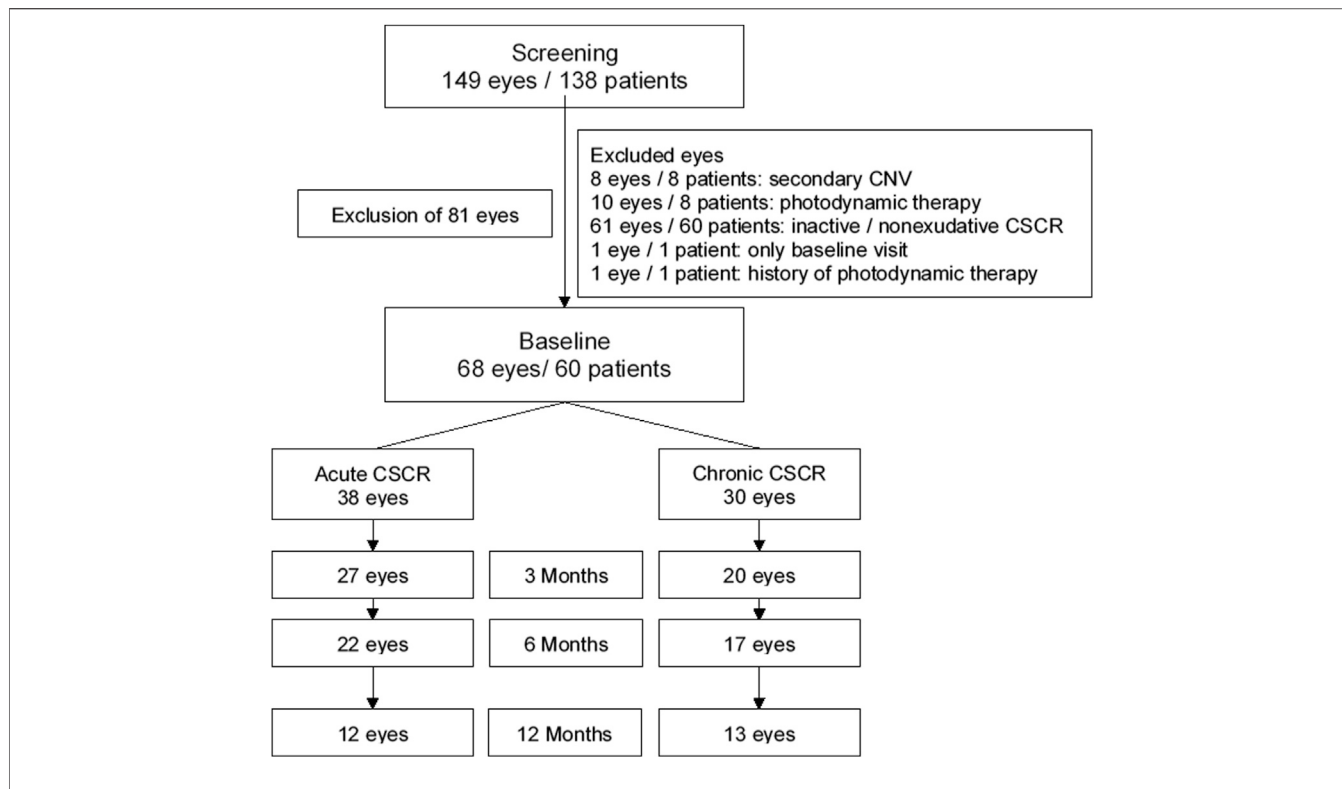 Screening
149 eyes / 138 patients
Exclusion of 81 eyes
Excluded eyes
8 eyes / 8 patients: secondary CNV
10 eyes / 8 patients: photodynamic therapy
61 eyes / 60 patients: inactive / nonexudative CSCR
1 eye / 1 patient: only baseline visit
1 eye / 1 patient: history of photodynamic therapy
Baseline
68 eyes/ 60 patients
Acute CSCR
38 eyes
Chronic CSCR
30 eyes
27 eyes
3 Months
20 eyes
22 eyes
6 Months
17 eyes
12 eyes
12 Months
13 eyes